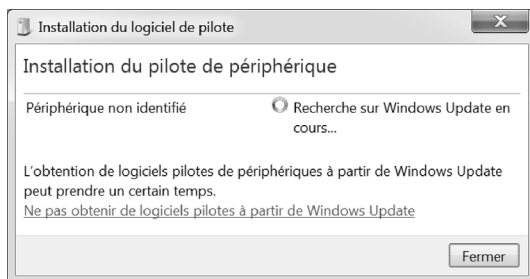 Installation du logiciel de pilote
Installation du pilote de périphérique
Périphérique non identifié
Recherche sur Windows Update en
cours...
L'obtention de logiciels pilotes de périphériques à partir de Windows Update
peut prendre un certain temps.
Ne pas obtenir de logiciels pilotes à partir de Windows Update
Fermer